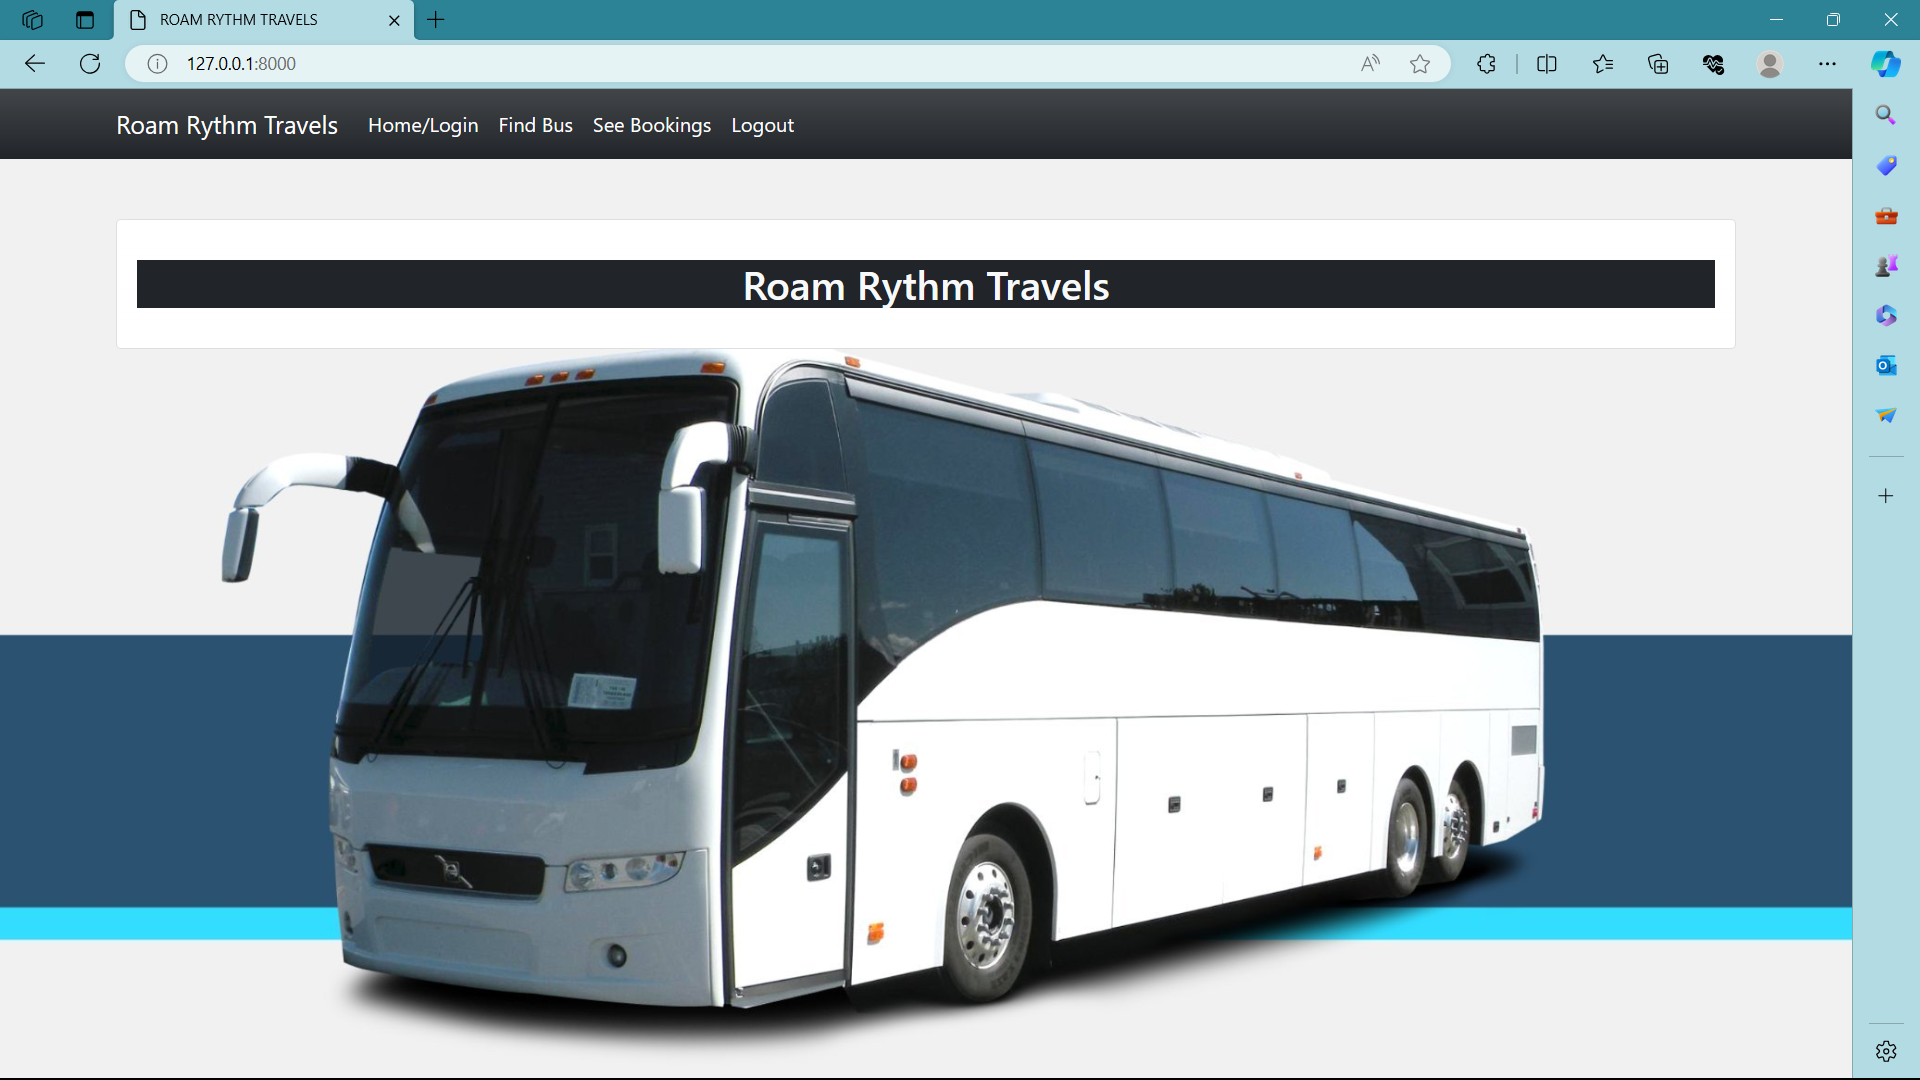 ROAM RYTHM TRAVELS
127.0.0.1:8000
Roam Rythm Travels Home/Login Find Bus See Bookings Logout
Roam Rythm Travels